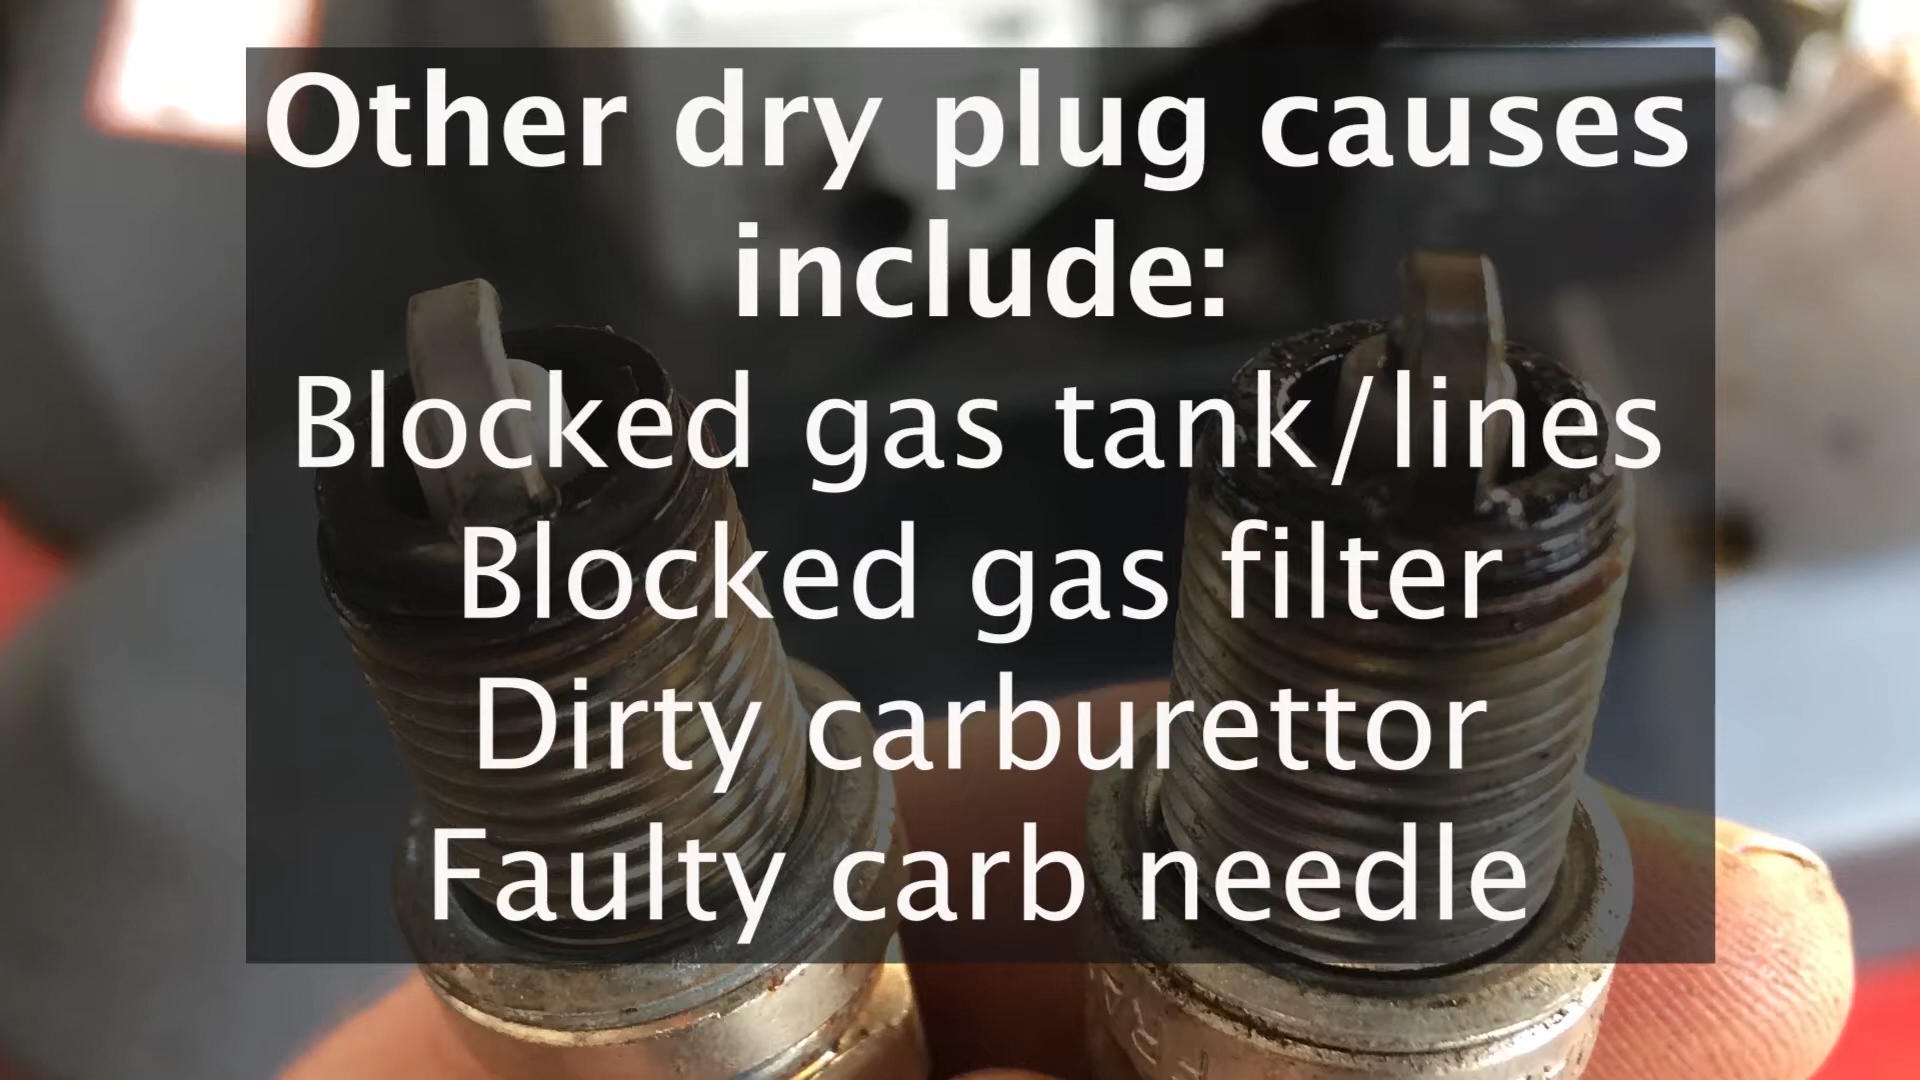 Other dry plug causes
include:
Blocked gas tank/lines
Blocked gas filter
Dirty carburettor
Faulty carb needle